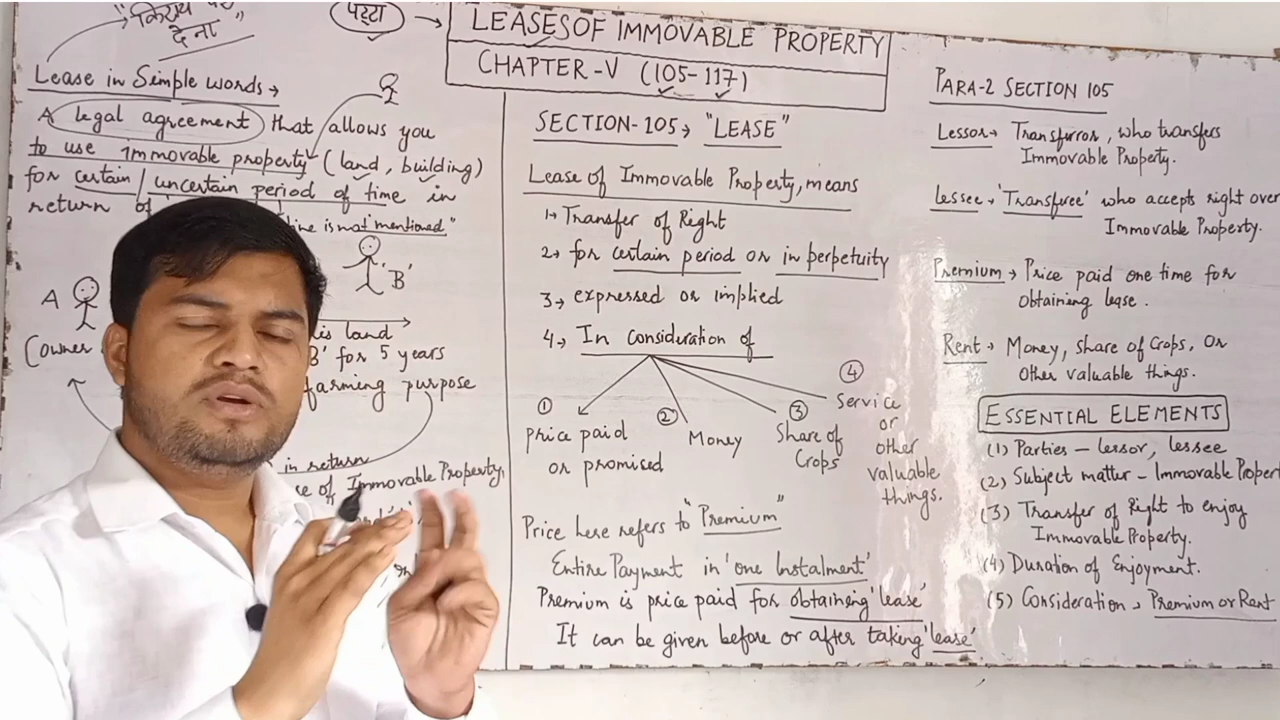 "किराये पर
देना"
पट्टा → LEASES OF IMMOVABLE PROPERTY
CHAPTER-V (105-117)
Lease in Simple words →
A legal agreement that allows you
to use immovable property (land, building)
for certain/uncertain period of time in
return of
is not mentioned"
A
'B'
(owner
his land
'B' for 5 years
farming purpose
in return
of Immovable Property,
SECTION-105 → "LEASE"
Lease of Immovable Property, means
1→ Transfer of Right
2→ for certain period or in perpetuity
3→ expressed or implied
4→ In consideration of
① price paid
or promised
② Money
③ Share of
Crops
④ Service
or
other
valuable
things.
Price here refers to "Premium"
Entire Payment in 'one Instalment'
Premium is price paid for obtaining 'lease'
It can be given before or after taking 'lease'
PARA-2 SECTION 105
Lessor → Transferror, who transfers
Immovable Property.
Lessee → 'Transferee' who accepts right over
Immovable Property.
Premium → Price paid one time for
obtaining lease.
Rent → Money, share of Crops, or
other valuable things.
ESSENTIAL ELEMENTS
(1) Parties – lessor, lessee
(2) Subject matter – Immovable Propert
(3) Transfer of Right to enjoy
Immovable Property.
(4) Duration of Enjoyment.
(5) Consideration → Premium or Rent